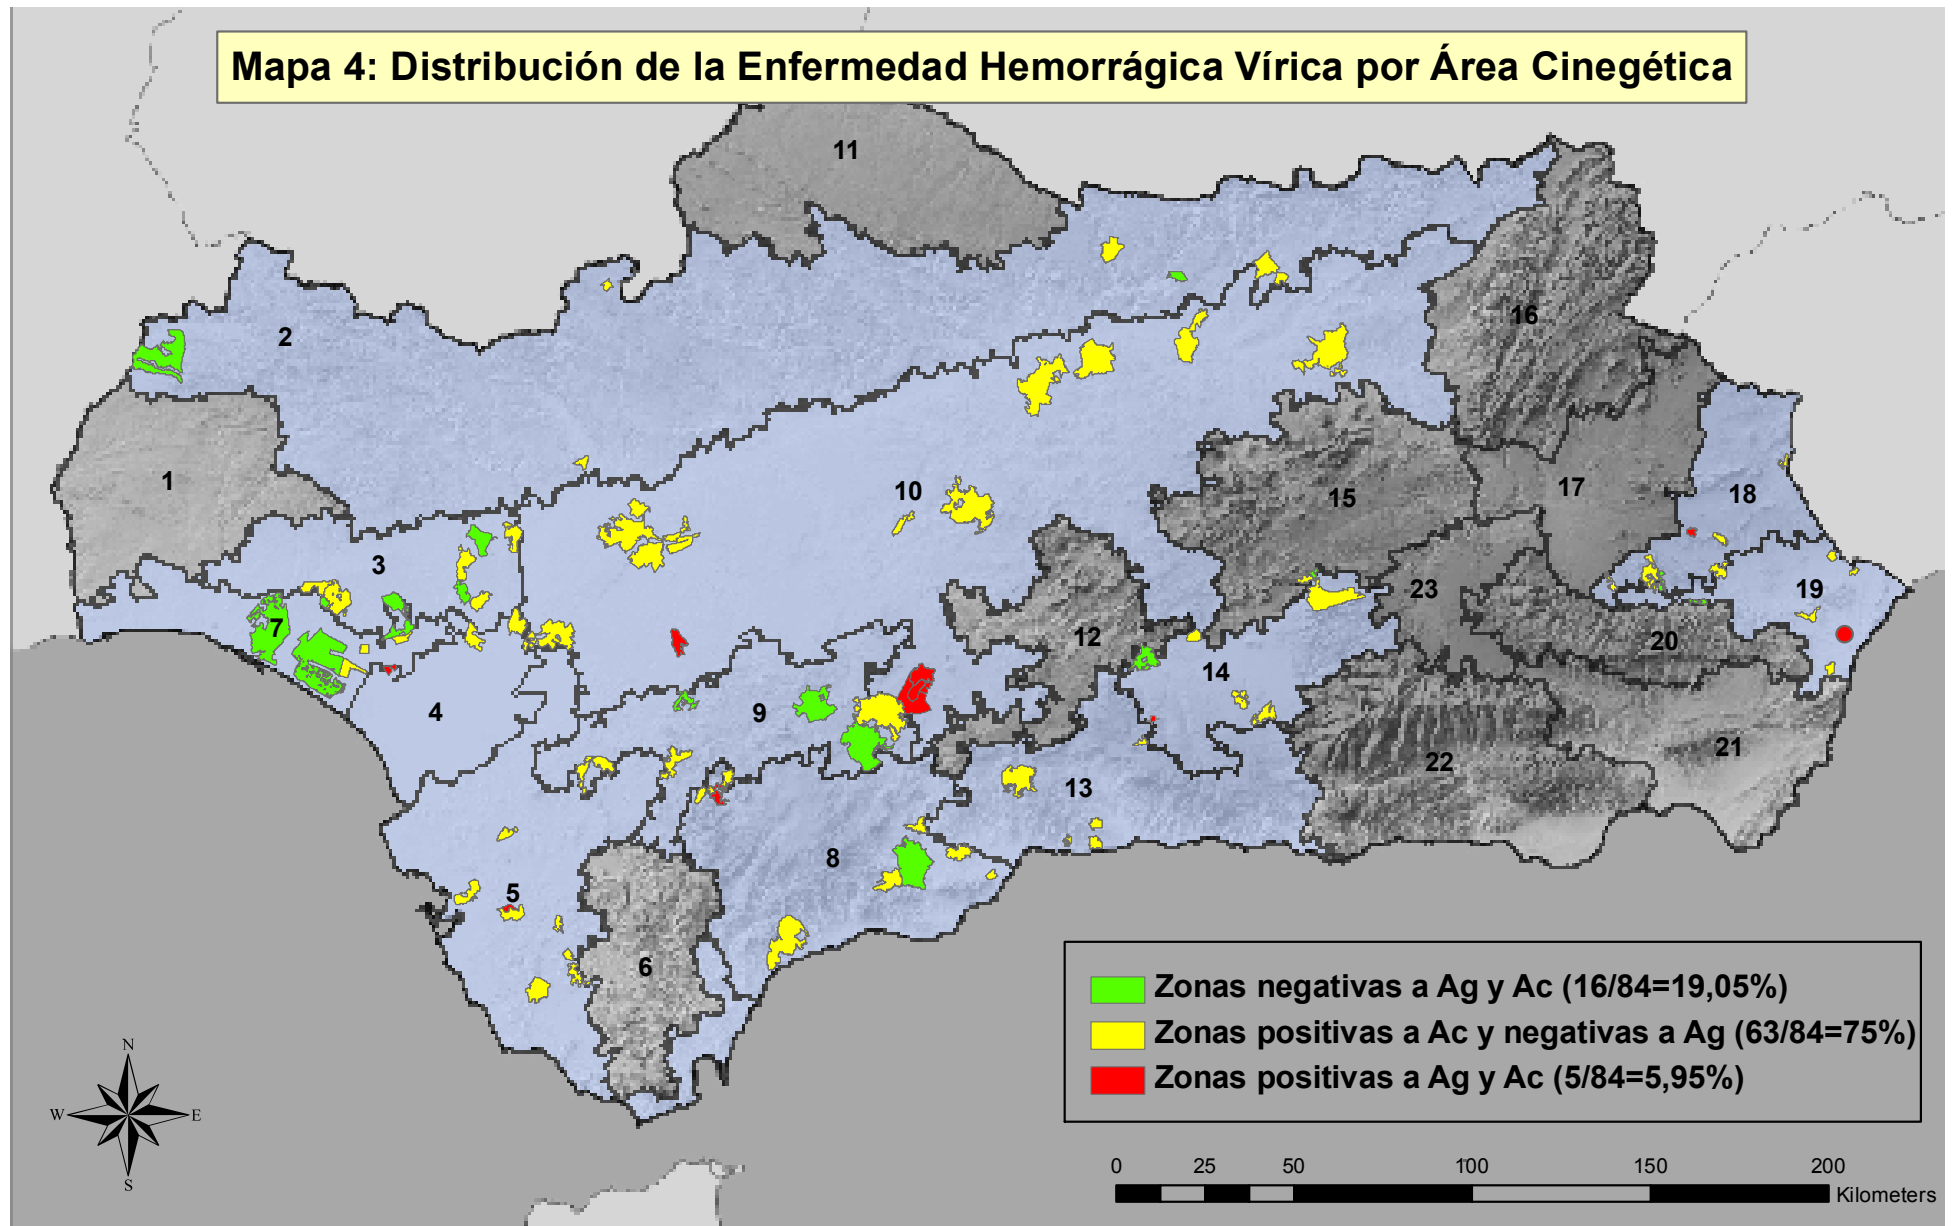 Mapa 4: Distribución de la Enfermedad Hemorrágica Vírica por Área Cinegética
11
2
16
1
10
15
17
18
3
23
19
7
12
20
14
4
9
21
22
13
8
5
6
Zonas negativas a Ag y Ac (16/84=19,05%)
Zonas positivas a Ac y negativas a Ag (63/84=75%)
Zonas positivas a Ag y Ac (5/84=5,95%)
N
W E
S
0 25 50 100 150 200
Kilometers